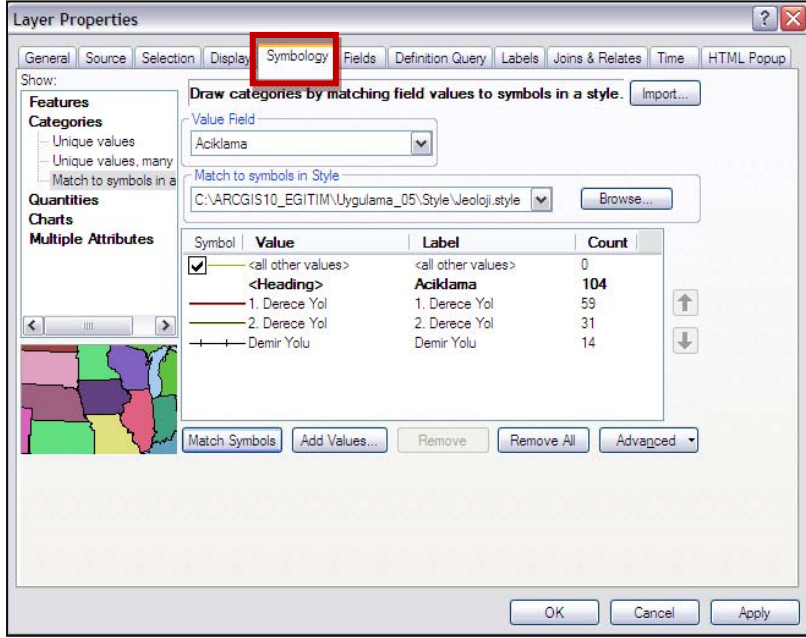 Layer Properties
General Source Selection Display Symbology Fields Definition Query Labels Joins & Relates Time HTML Popup
Show:
Features
Categories
Unique values
Unique values, many
Match to symbols in a
Quantities
Charts
Multiple Attributes
Draw categories by matching field values to symbols in a style.
Import...
Value Field
Aciklama
Match to symbols in Style
C:\ARCGIS10_EGITIM\Uygulama_05\Style\Jeoloji.style
Browse...
Symbol Value Label Count
<all other values> <all other values> 0
<Heading> Aciklama 104
1. Derece Yol 1. Derece Yol 59
2. Derece Yol 2. Derece Yol 31
Demir Yolu Demir Yolu 14
Match Symbols Add Values... Remove Remove All Advanced
OK Cancel Apply